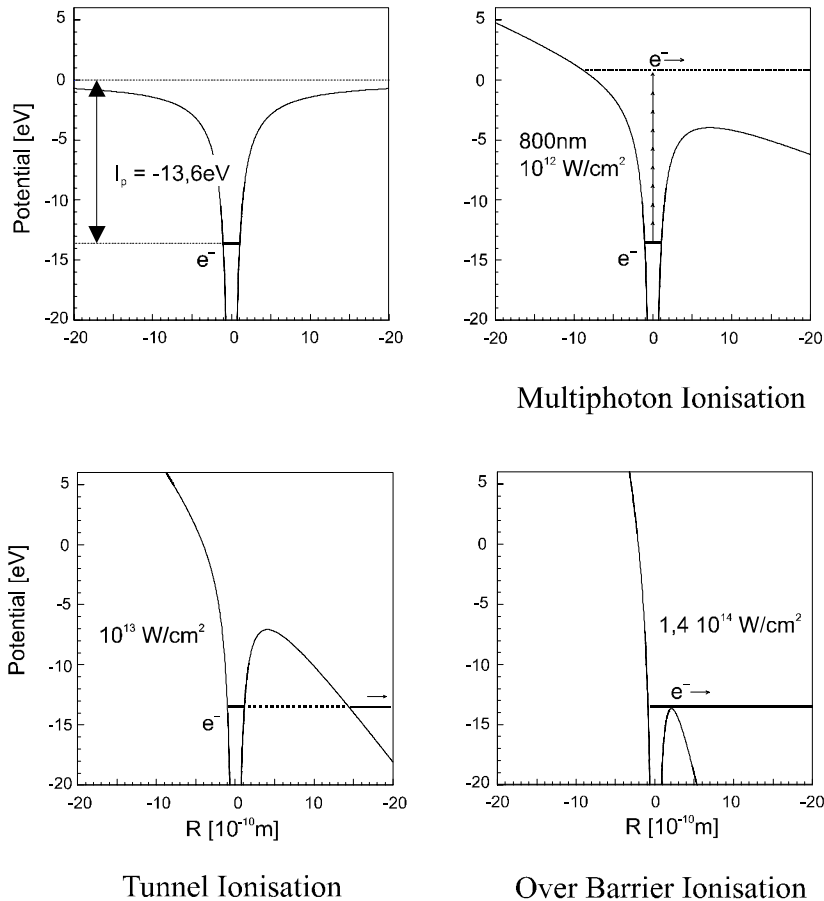 5
0
-5
-10
-15
-20
Potential [eV]
I_p = -13,6eV
e⁻
-20 -10 0 10 -20
5
0
-5
-10
-15
-20
e⁻
800nm
10¹² W/cm²
e⁻
-20 -10 0 10 -20
Multiphoton Ionisation
5
0
-5
-10
-15
-20
Potential [eV]
10¹³ W/cm²
e⁻
-20 -10 0 10 -20
R [10⁻¹⁰m]
Tunnel Ionisation
5
0
-5
-10
-15
-20
1,4 10¹⁴ W/cm²
e⁻
-20 -10 0 10 -20
R [10⁻¹⁰m]
Over Barrier Ionisation